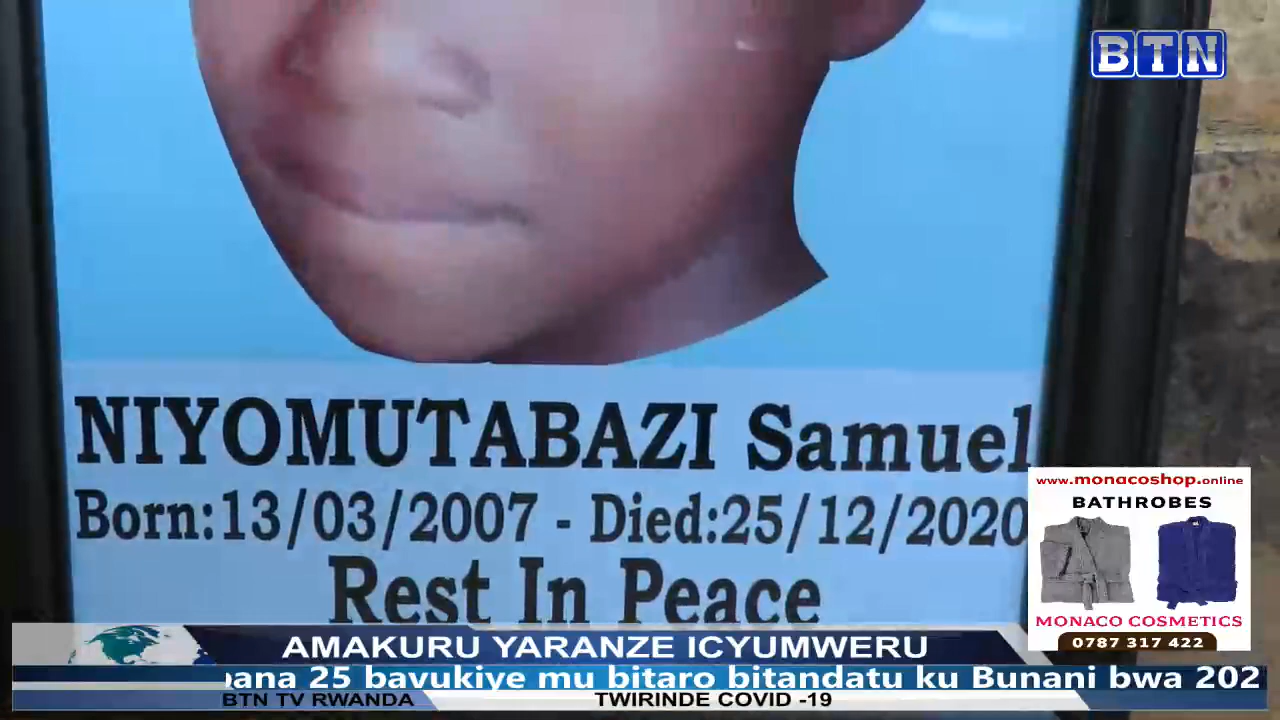 BTN
NIYOMUTABAZI Samuel
Born:13/03/2007 - Died:25/12/2020
Rest In Peace
www.monacoshop.online
BATHROBES
MONACO COSMETICS
0787 317 422
AMAKURU YARANZE ICYUMWERU
25 bavukiye mu bitaro bitandatu ku Bunani bwa 202
BTN TV RWANDA
TWIRINDE COVID -19